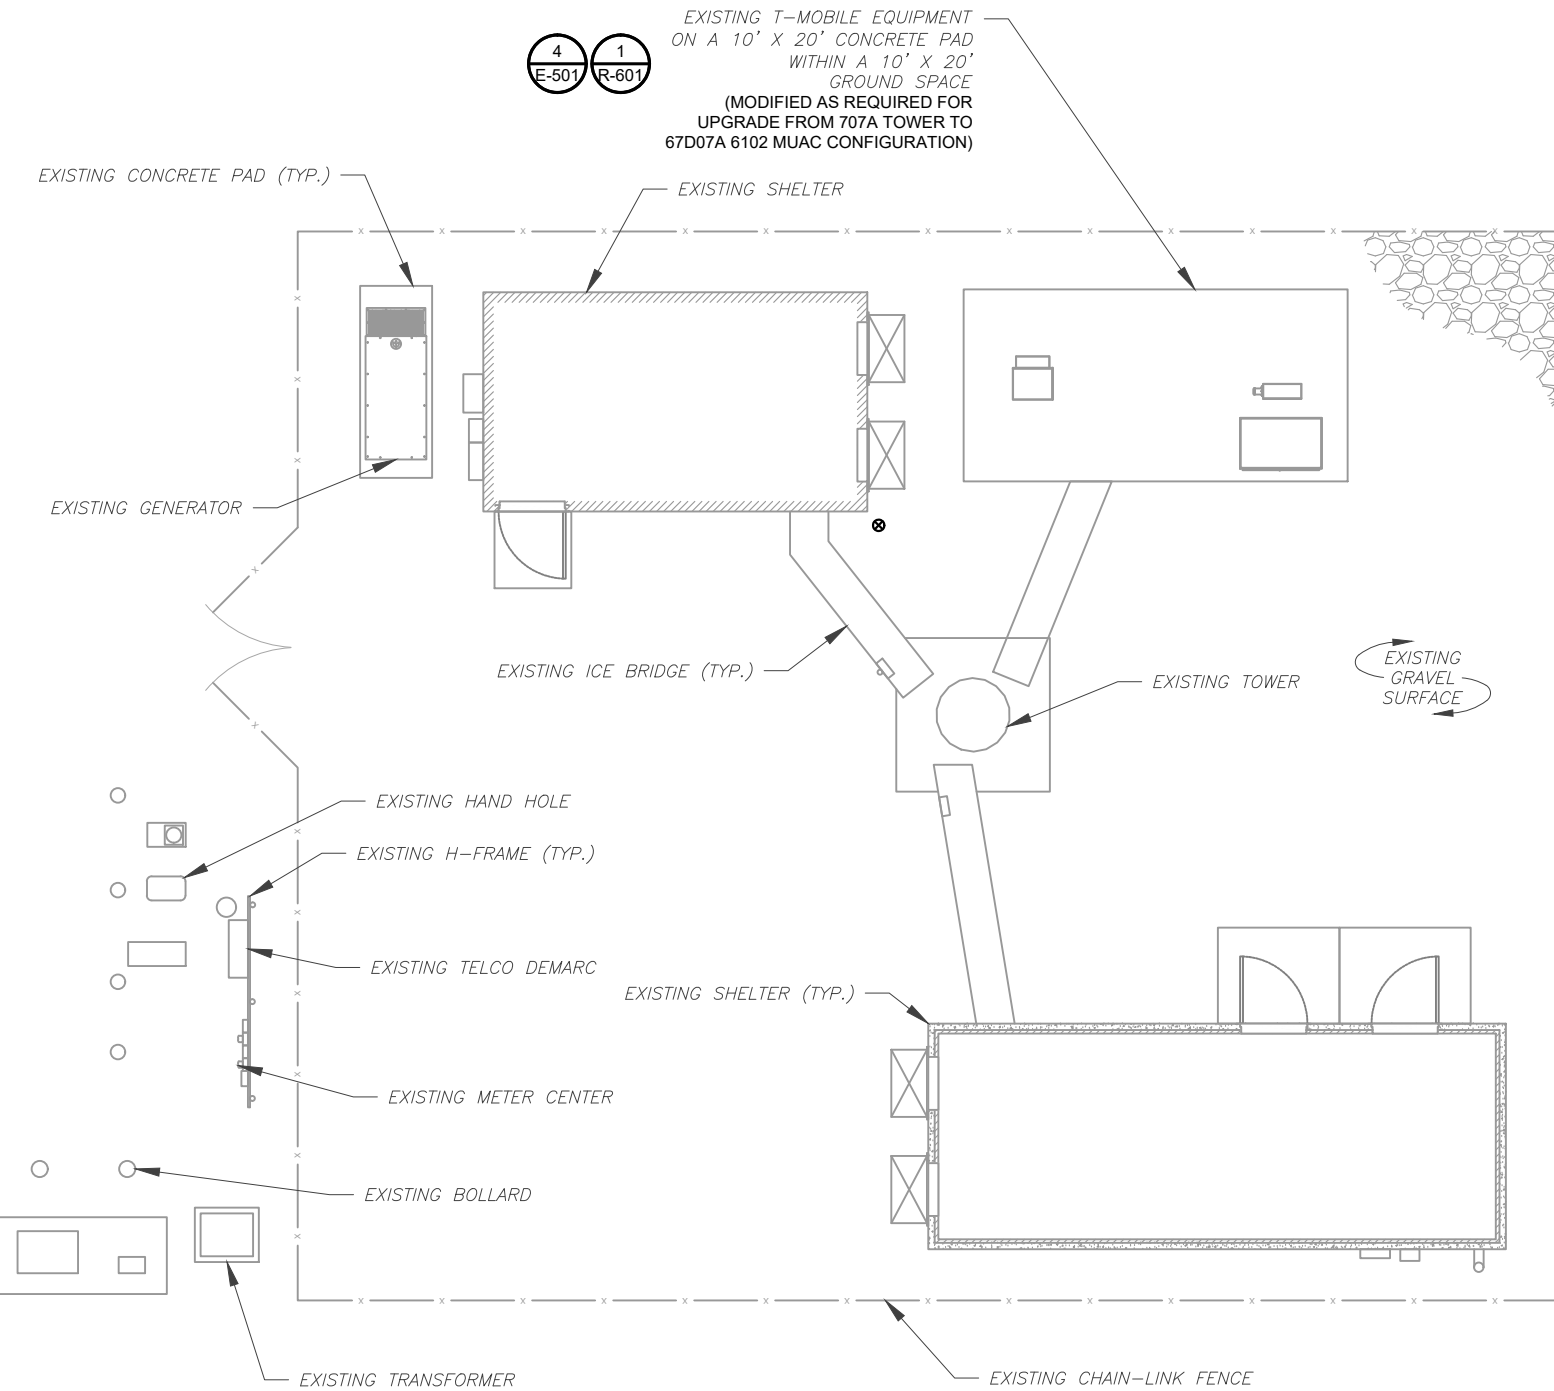 EXISTING T-MOBILE EQUIPMENT
ON A 10' X 20' CONCRETE PAD
WITHIN A 10' X 20'
GROUND SPACE
(MODIFIED AS REQUIRED FOR
UPGRADE FROM 707A TOWER TO
67D07A 6102 MUAC CONFIGURATION)
4
E-501
1
R-601
EXISTING CONCRETE PAD (TYP.)
EXISTING SHELTER
EXISTING GENERATOR
EXISTING ICE BRIDGE (TYP.)
EXISTING TOWER
EXISTING
GRAVEL
SURFACE
EXISTING HAND HOLE
EXISTING H-FRAME (TYP.)
EXISTING TELCO DEMARC
EXISTING SHELTER (TYP.)
EXISTING METER CENTER
EXISTING BOLLARD
EXISTING TRANSFORMER
EXISTING CHAIN-LINK FENCE